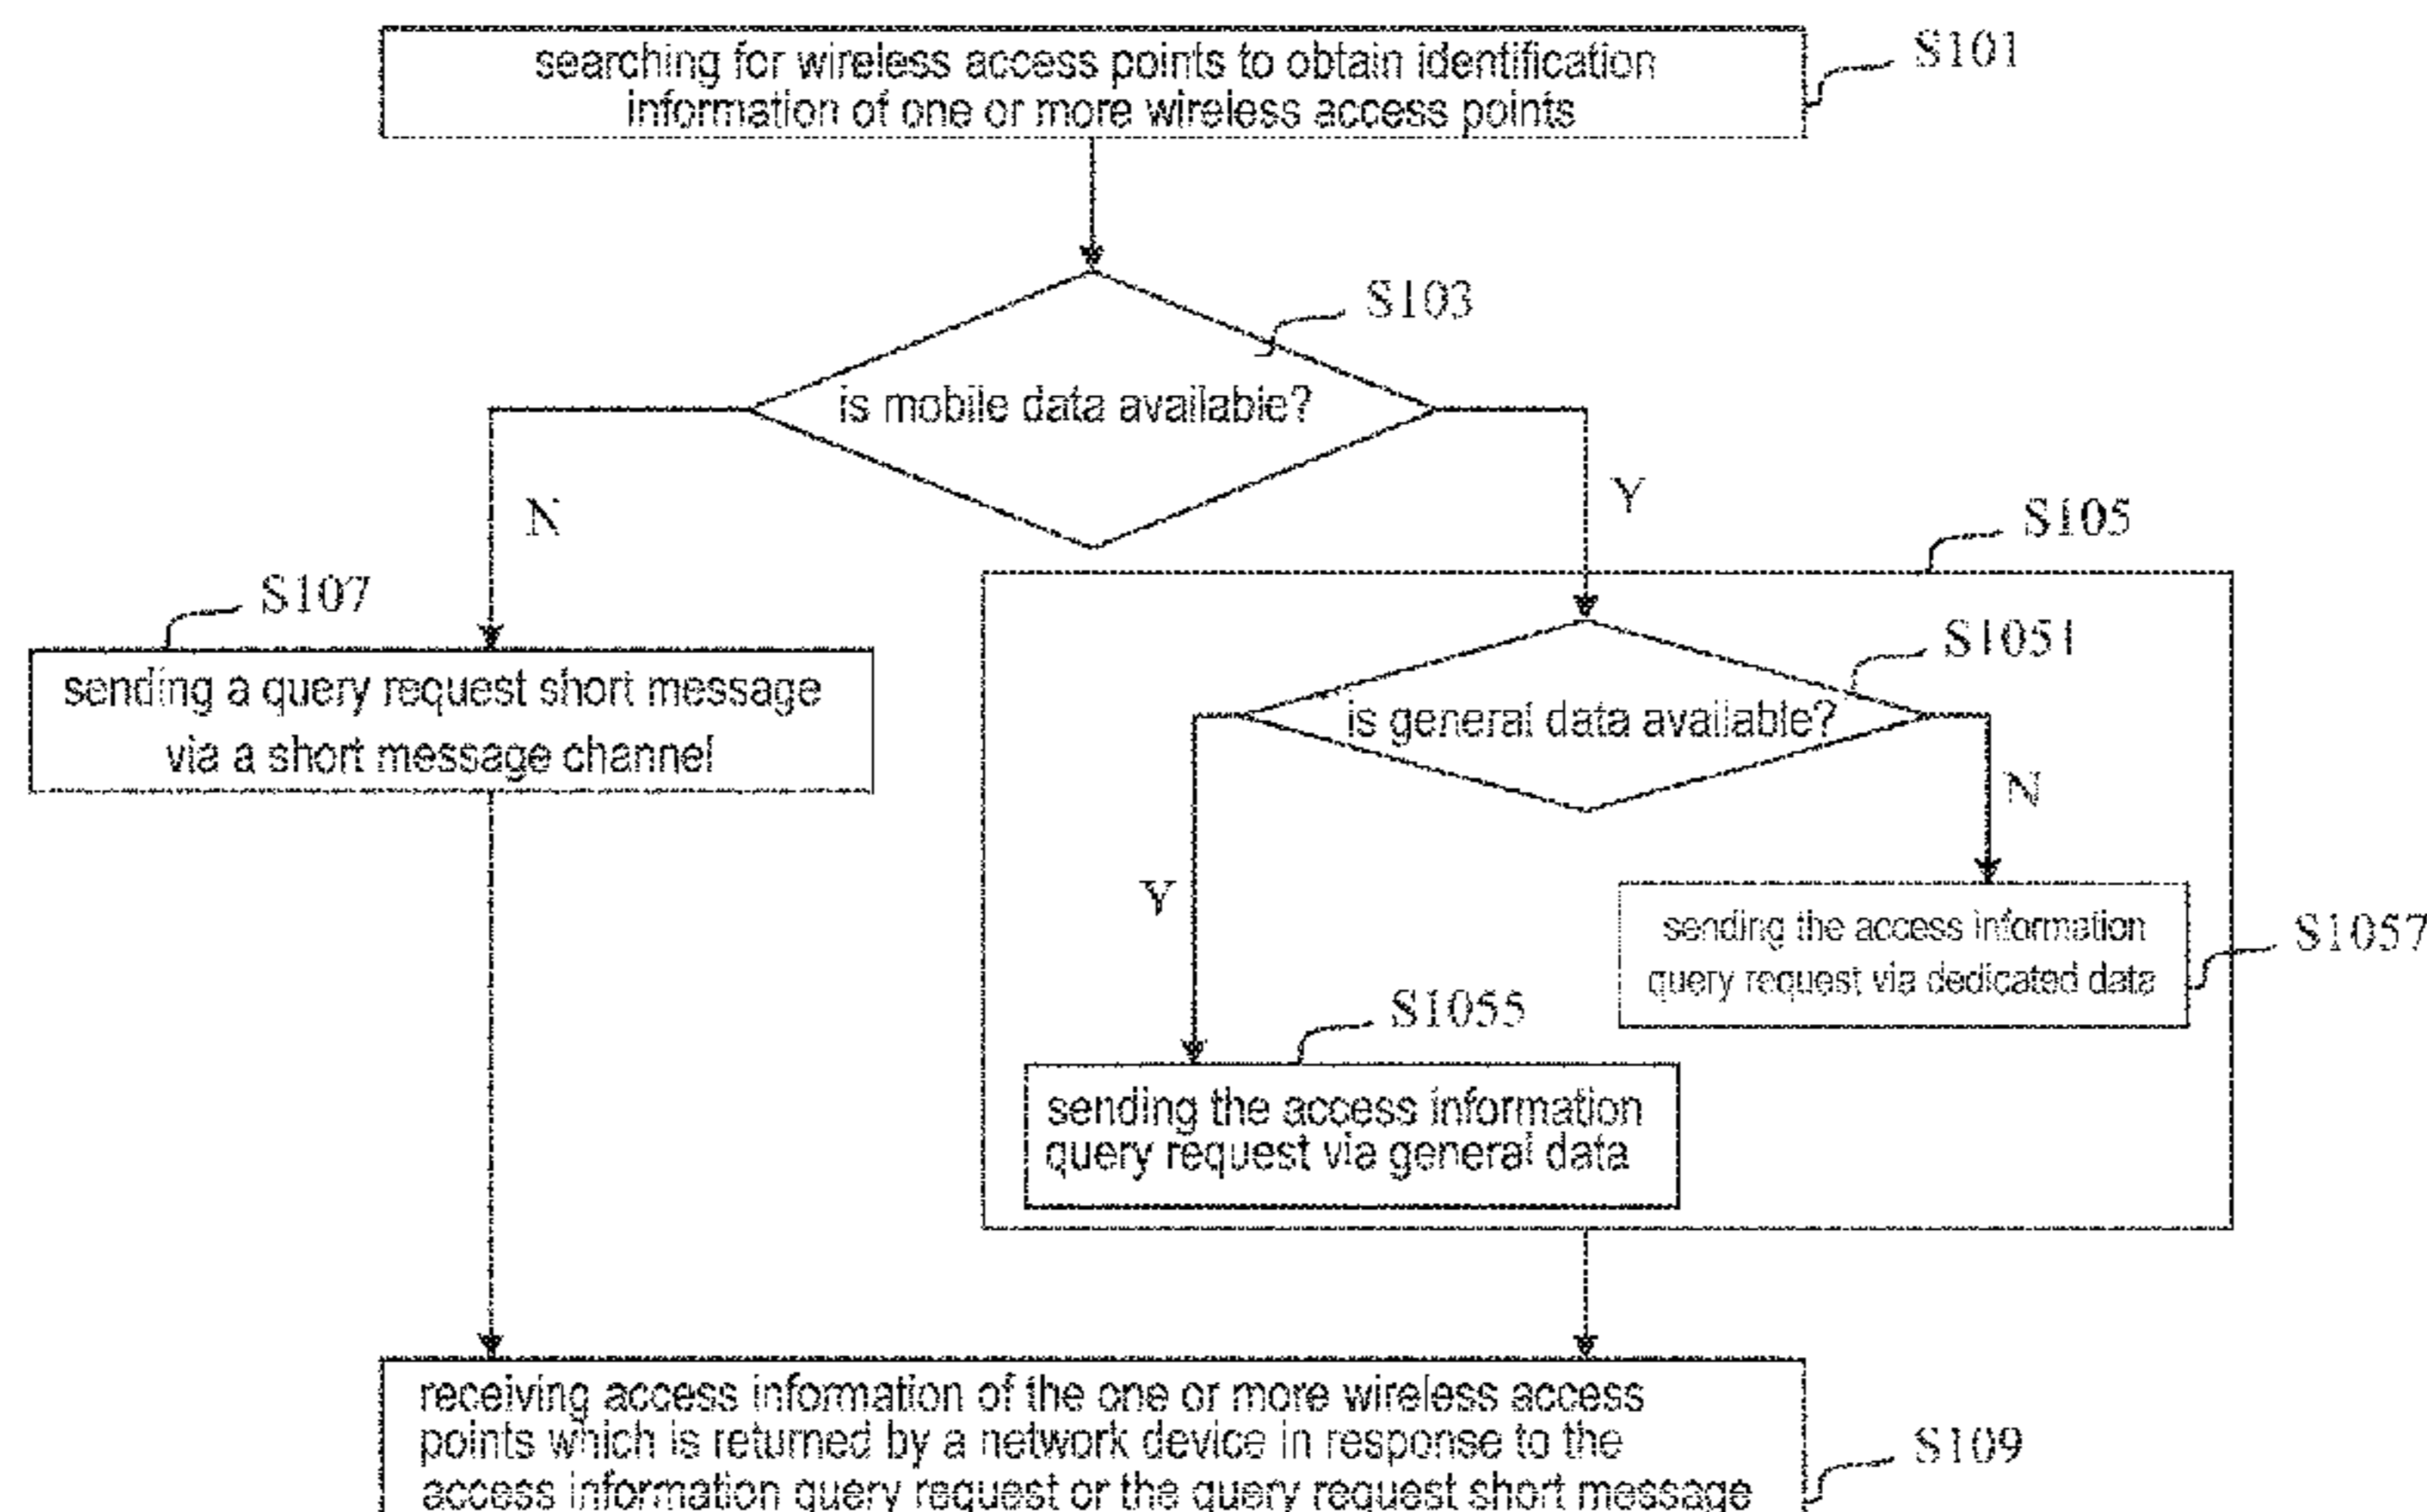 searching for wireless access points to obtain identification
information of one or more wireless access points
S101
S103
is mobile data available?
N
Y
S105
S107
sending a query request short message
via a short message channel
S1051
is general data available?
N
Y
sending the access information
query request via dedicated data
S1057
S1055
sending the access information
query request via general data
receiving access information of the one or more wireless access
points which is returned by a network device in response to the
access information query request or the query request short message
S109